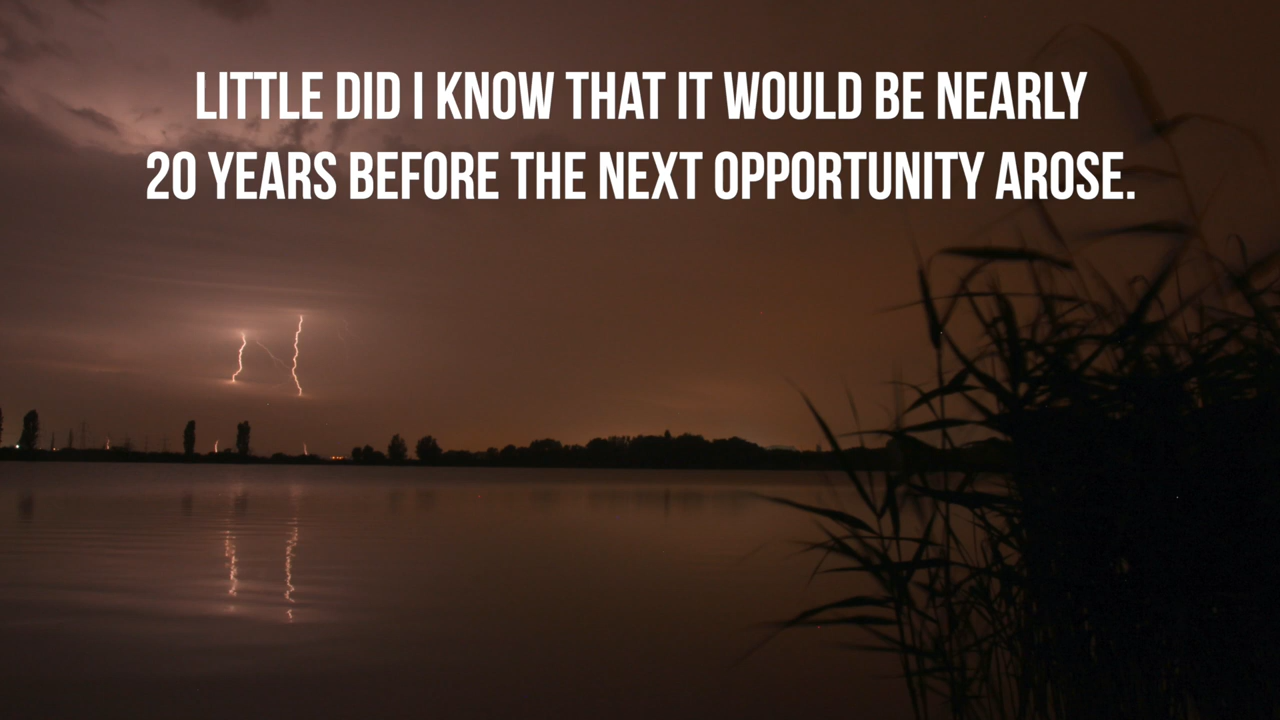 LITTLE DID I KNOW THAT IT WOULD BE NEARLY
20 YEARS BEFORE THE NEXT OPPORTUNITY AROSE.